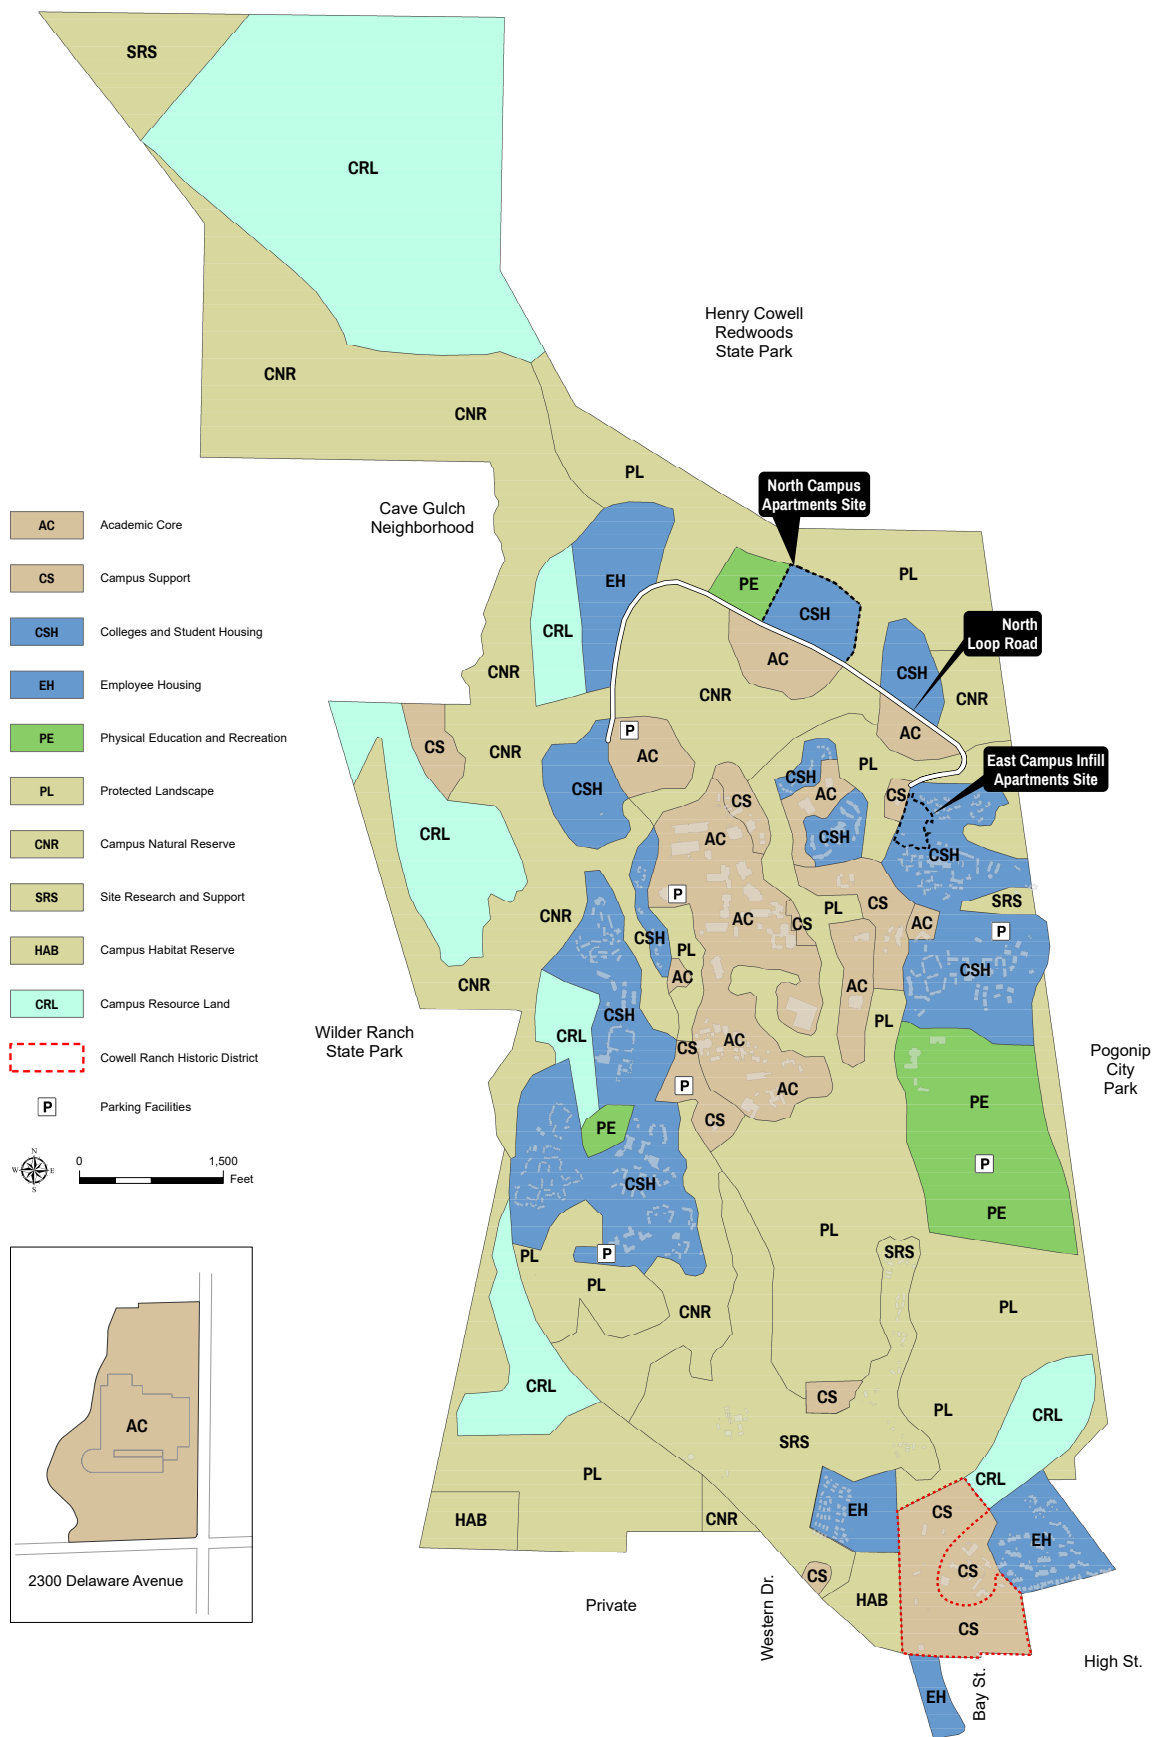 SRS
CRL
Henry Cowell
Redwoods
State Park
CNR
CNR
PL
North Campus
Apartments Site
Cave Gulch
Neighborhood
AC Academic Core
CS Campus Support
CSH Colleges and Student Housing
EH Employee Housing
PE Physical Education and Recreation
PL Protected Landscape
CNR Campus Natural Reserve
SRS Site Research and Support
HAB Campus Habitat Reserve
CRL Campus Resource Land
Cowell Ranch Historic District
P Parking Facilities
N
W E
S
0 1,500
Feet
EH
PE
PL
CSH
CRL
North
Loop Road
AC
CNR
CSH
CNR
CNR
P
AC
CS
CNR
AC
PL
East Campus Infill
Apartments Site
CSH
CSH
AC
CS
CS
CRL
AC
CSH
CSH
P
SRS
CS
PL
CNR
AC
CS
AC
P
CSH
PL
CSH
AC
CNR
AC
CSH
PL
Wilder Ranch
State Park
CRL
CS
AC
Pogonip
City
Park
P
AC
PE
CS
PE
P
CSH
PE
PL
SRS
P
PL
PL
CNR
PL
CRL
CS
PL
CRL
SRS
PL
CRL
HAB
CNR
EH
CS
EH
CS
CS
HAB
CS
Private
Western Dr.
High St.
Bay St.
EH
AC
2300 Delaware Avenue